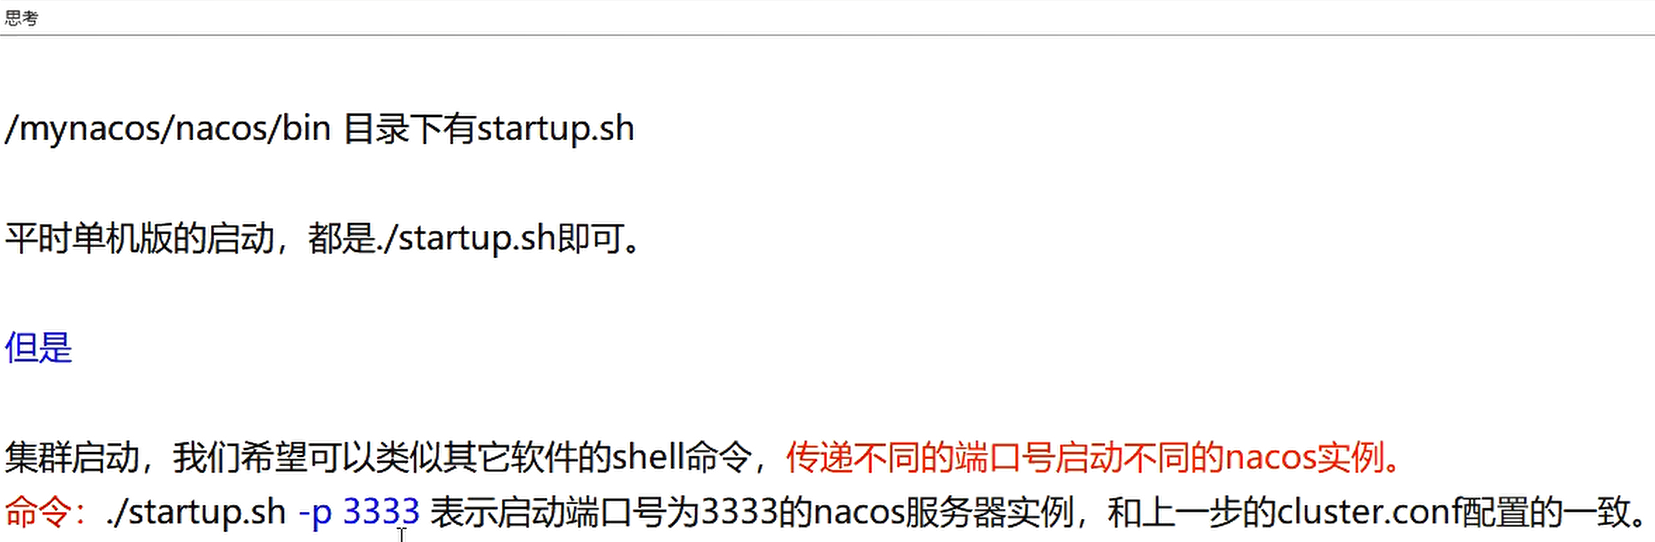 思考
/mynacos/nacos/bin 目录下有startup.sh
平时单机版的启动，都是./startup.sh即可。
但是
集群启动，我们希望可以类似其它软件的shell命令，传递不同的端口号启动不同的nacos实例。
命令：./startup.sh -p 3333 表示启动端口号为3333的nacos服务器实例，和上一步的cluster.conf配置的一致。